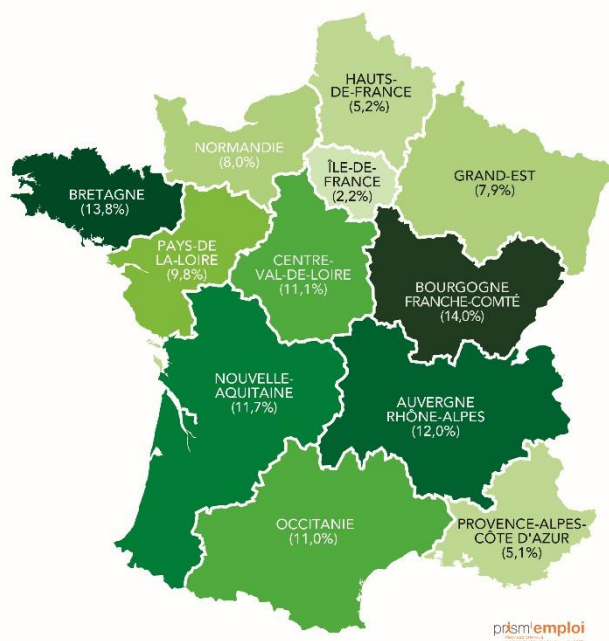 HAUTS-
DE-FRANCE
(5,2%)
NORMANDIE
(8,0%)
ÎLE-DE-
FRANCE
(2,2%)
GRAND-EST
(7,9%)
BRETAGNE
(13,8%)
PAYS-DE
LA-LOIRE
(9,8%)
CENTRE-
VAL-DE-LOIRE
(11,1%)
BOURGOGNE
FRANCHE-COMTÉ
(14,0%)
NOUVELLE-
AQUITAINE
(11,7%)
AUVERGNE
RHÔNE-ALPES
(12,0%)
OCCITANIE
(11,0%)
PROVENCE-ALPES-
CÔTE D'AZUR
(5,1%)
prism'emploi